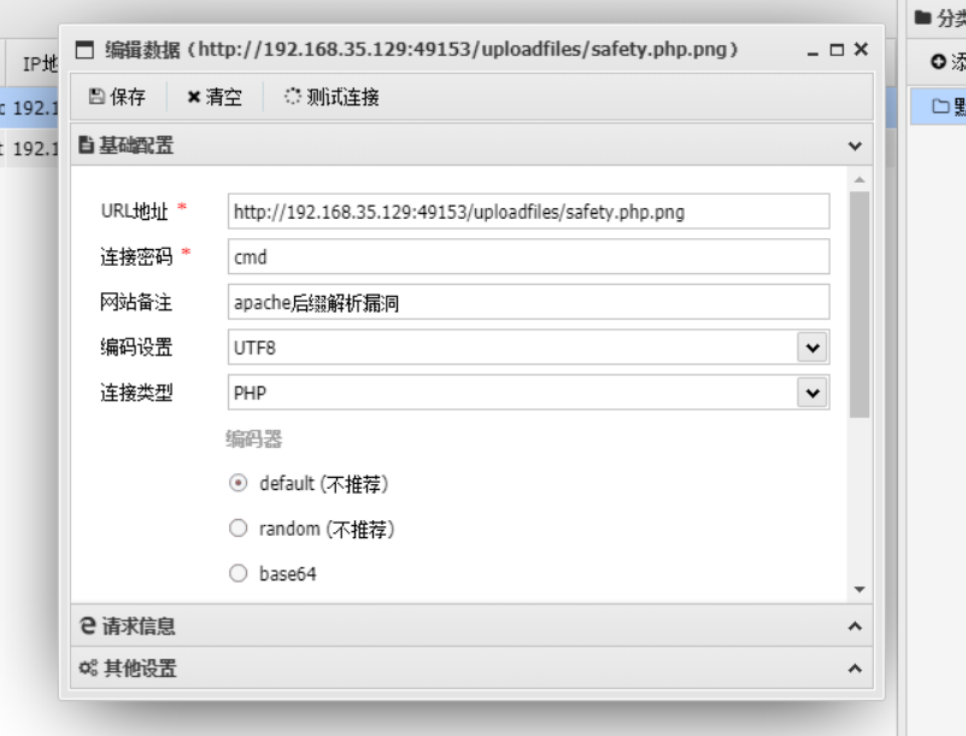 分类
IP地
添
192.1
192.1
编辑数据（http://192.168.35.129:49153/uploadfiles/safety.php.png）
保存 清空 测试连接
基础配置
URL地址 * http://192.168.35.129:49153/uploadfiles/safety.php.png
连接密码 * cmd
网站备注 apache后缀解析漏洞
编码设置 UTF8
连接类型 PHP
编码器
default (不推荐)
random (不推荐)
base64
请求信息
其他设置